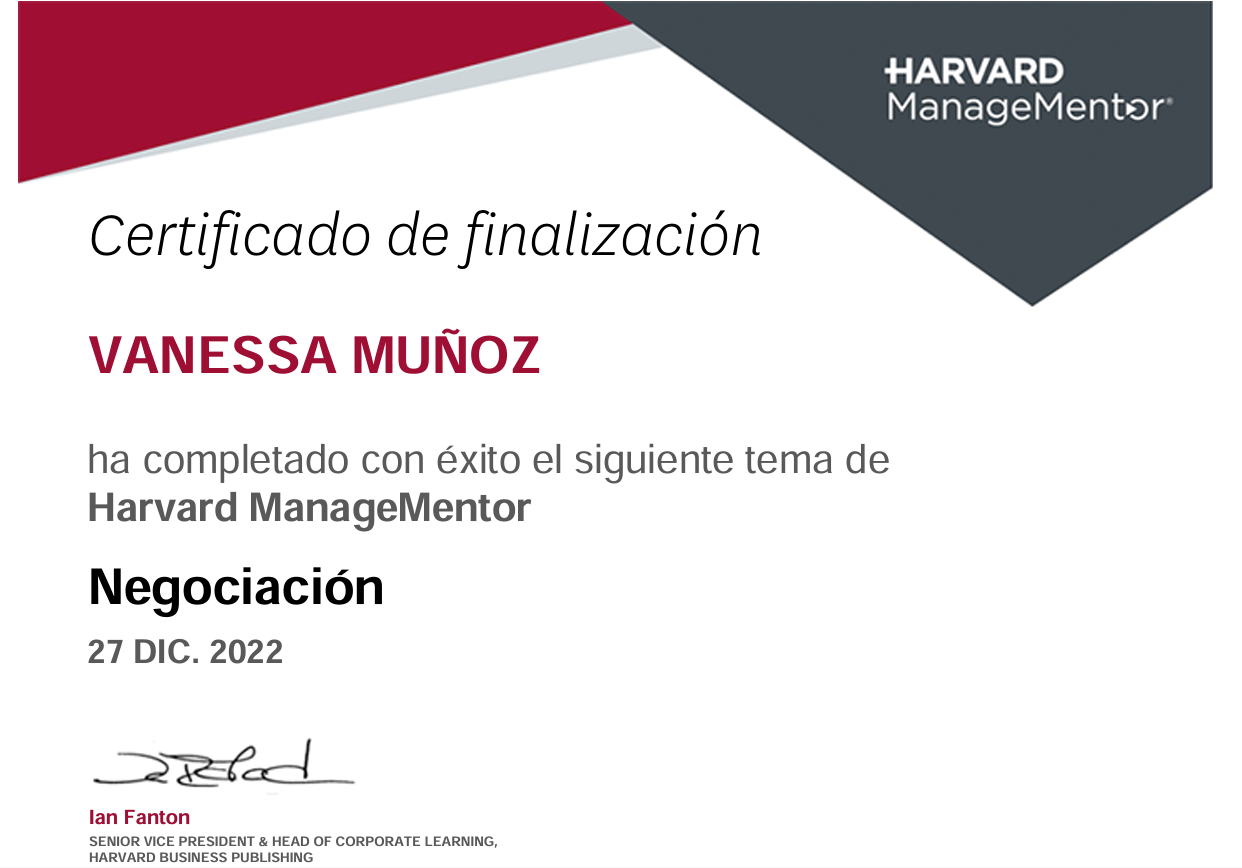 HARVARD
ManageMentor®
Certificado de finalización
VANESSA MUÑOZ
ha completado con éxito el siguiente tema de
Harvard ManageMentor
Negociación
27 DIC. 2022
Ian Fanton
SENIOR VICE PRESIDENT & HEAD OF CORPORATE LEARNING,
HARVARD BUSINESS PUBLISHING